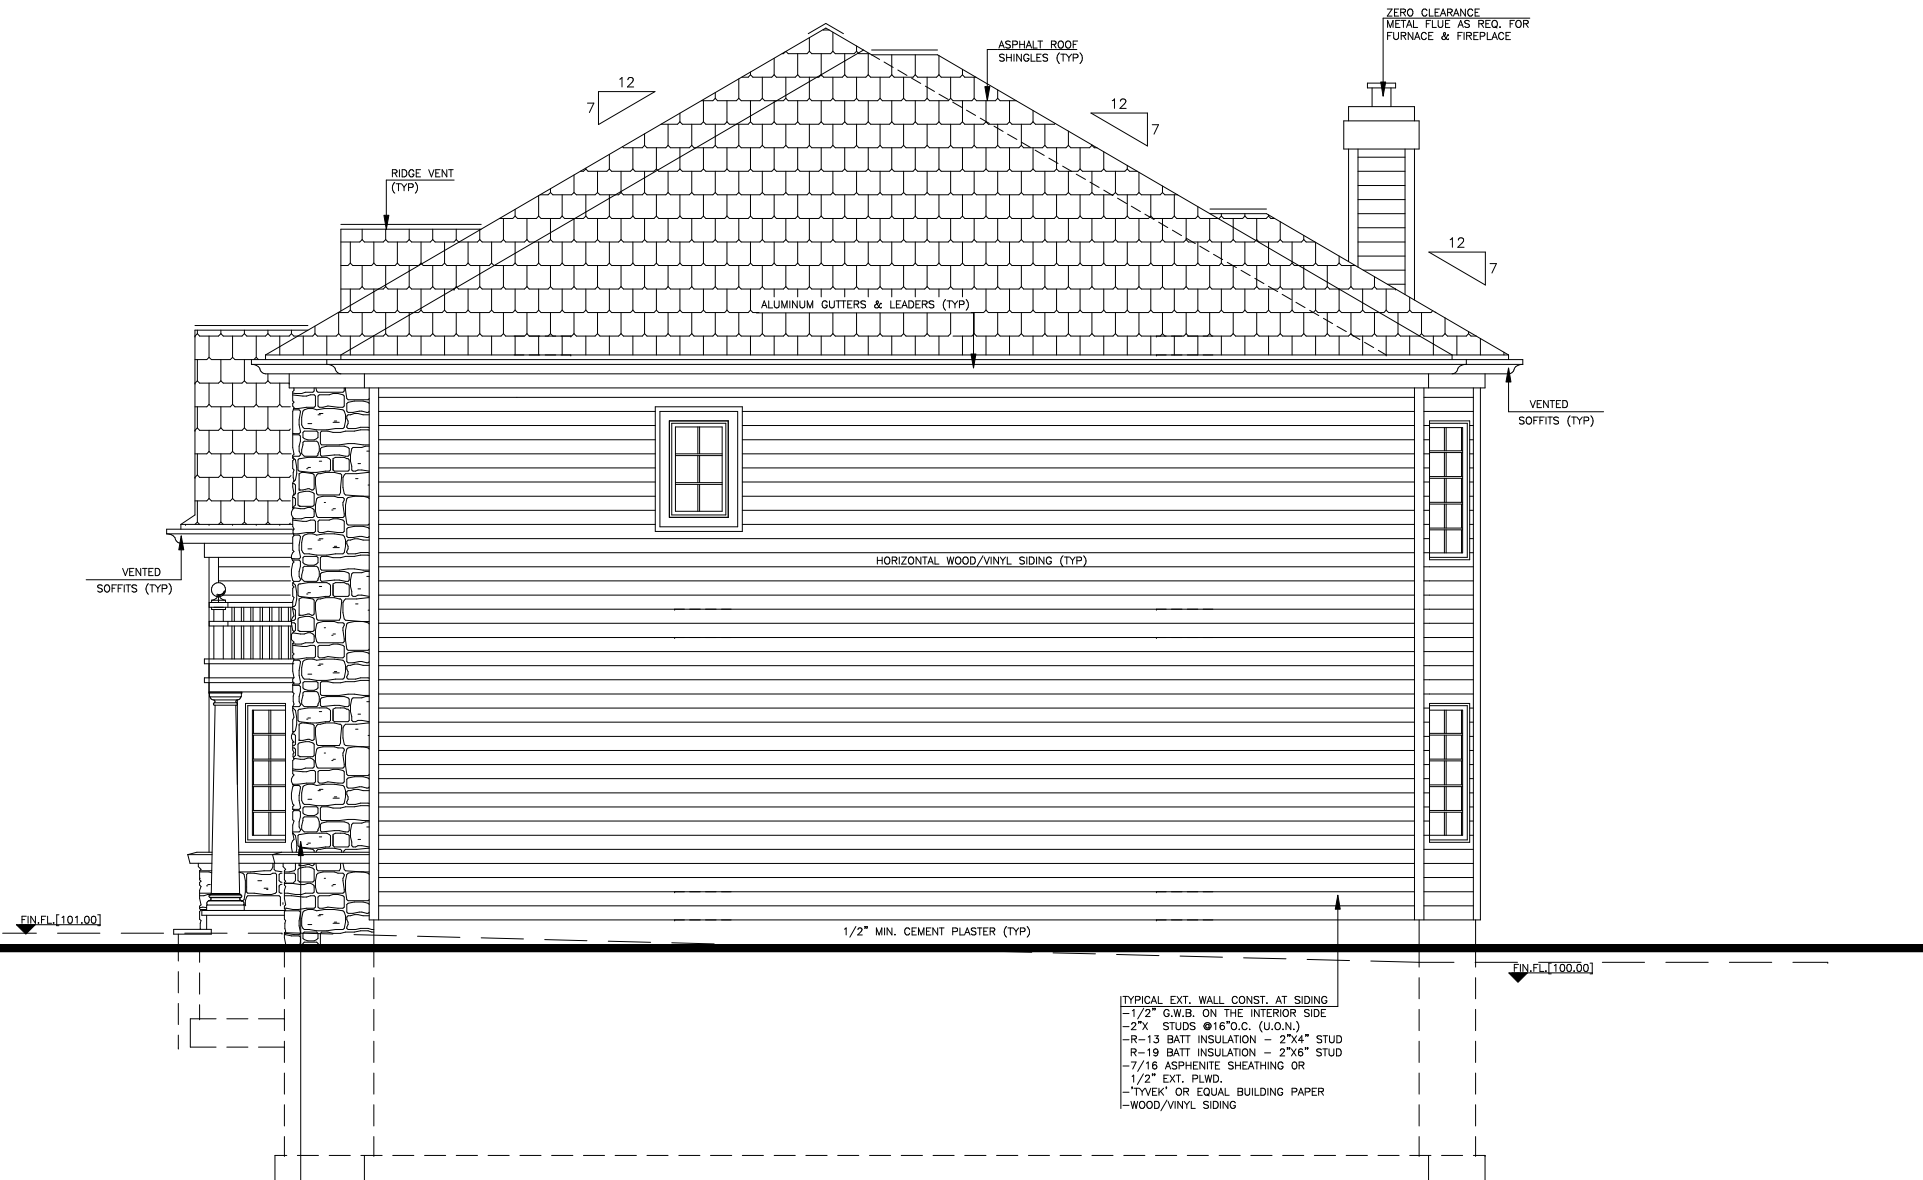 ZERO CLEARANCE
METAL FLUE AS REQ. FOR
FURNACE & FIREPLACE
ASPHALT ROOF
SHINGLES (TYP)
12
7
12
7
RIDGE VENT
(TYP)
12
7
ALUMINUM GUTTERS & LEADERS (TYP)
VENTED
SOFFITS (TYP)
HORIZONTAL WOOD/VINYL SIDING (TYP)
VENTED
SOFFITS (TYP)
FIN.FL.[101.00]
1/2" MIN. CEMENT PLASTER (TYP)
FIN.FL.[100.00]
TYPICAL EXT. WALL CONST. AT SIDING
-1/2" G.W.B. ON THE INTERIOR SIDE
-2"X STUDS @16"O.C. (U.O.N.)
-R-13 BATT INSULATION - 2"X4" STUD
R-19 BATT INSULATION - 2"X6" STUD
-7/16 ASPHENITE SHEATHING OR
1/2" EXT. PLWD.
-'TYVEK' OR EQUAL BUILDING PAPER
-WOOD/VINYL SIDING